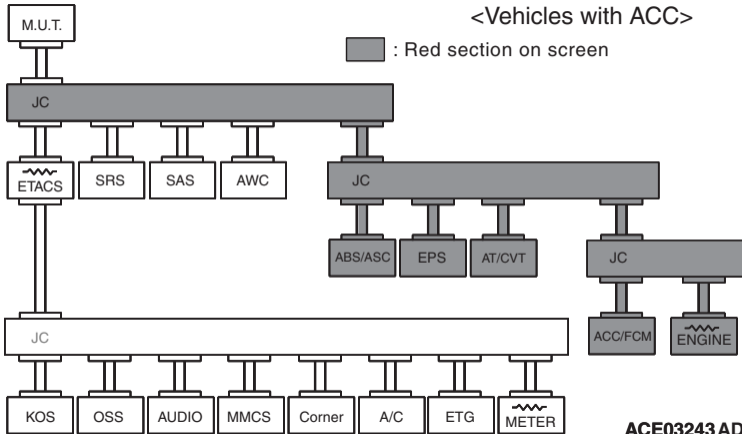 <Vehicles with ACC>
: Red section on screen
M.U.T.
JC
ETACS
SRS
SAS
AWC
JC
ABS/ASC
EPS
AT/CVT
JC
ACC/FCM
ENGINE
JC
KOS
OSS
AUDIO
MMCS
Corner
A/C
ETG
METER
ACE03243AD